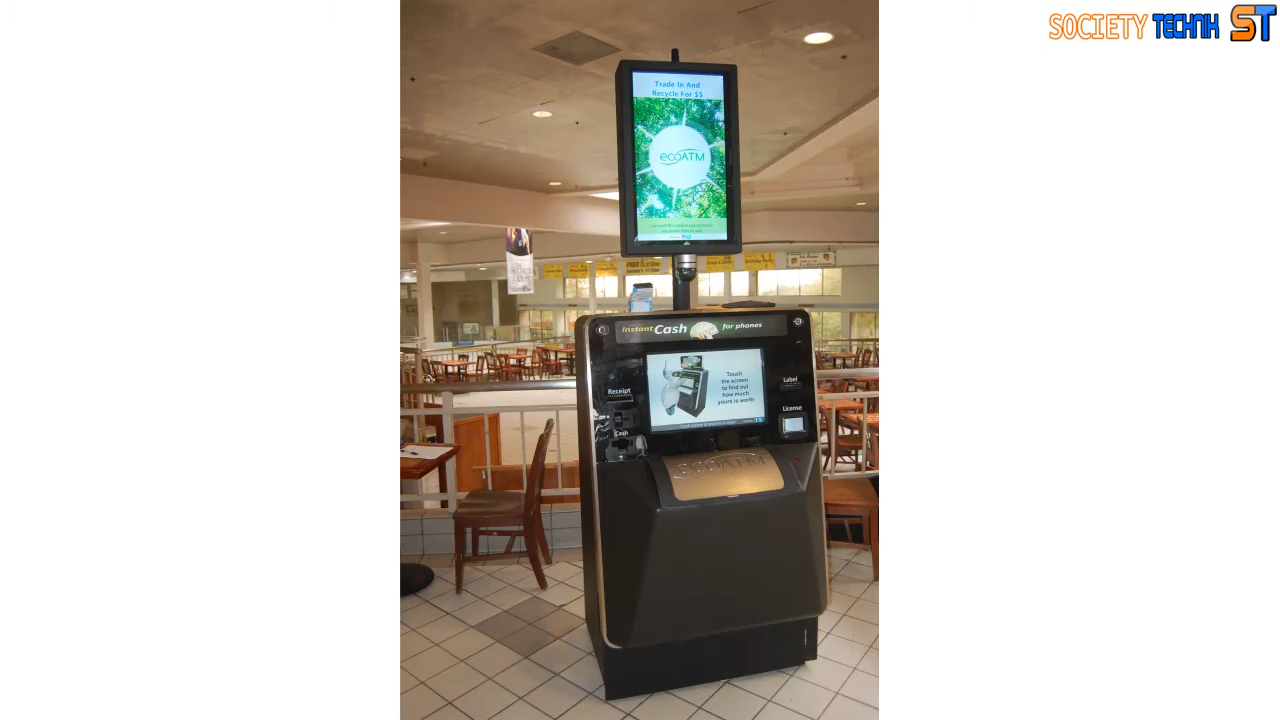 SOCIETY TECHNIK ST
Trade In And
Recycle For $$
ecoATM
Instant Cash for phones
Touch
the screen
to find out
how much
yours is worth
Receipt
Label
License
Cash
ecoATM